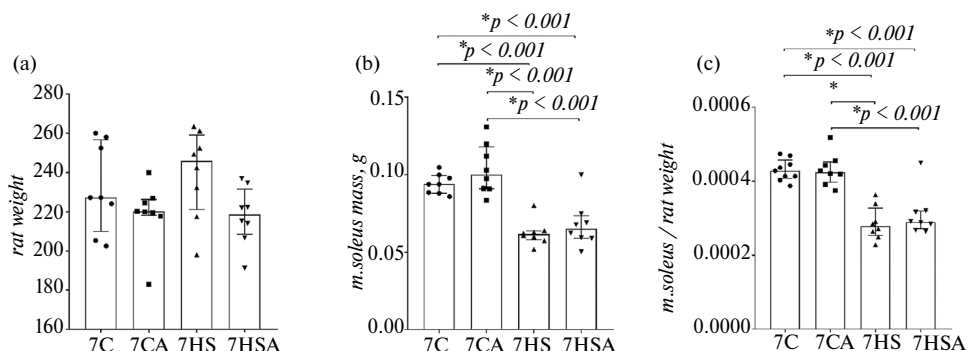 (a)
rat weight
280
260
240
220
200
180
160
7C 7CA 7HS 7HSA
(b)
*p < 0.001
*p < 0.001
*p < 0.001
*p < 0.001
m.soleus mass, g
0.15
0.10
0.05
0.00
7C 7CA 7HS 7HSA
(c)
*p < 0.001
*p < 0.001
*
*p < 0.001
m.soleus / rat weight
0.0006
0.0004
0.0002
0.0000
7C 7CA 7HS 7HSA